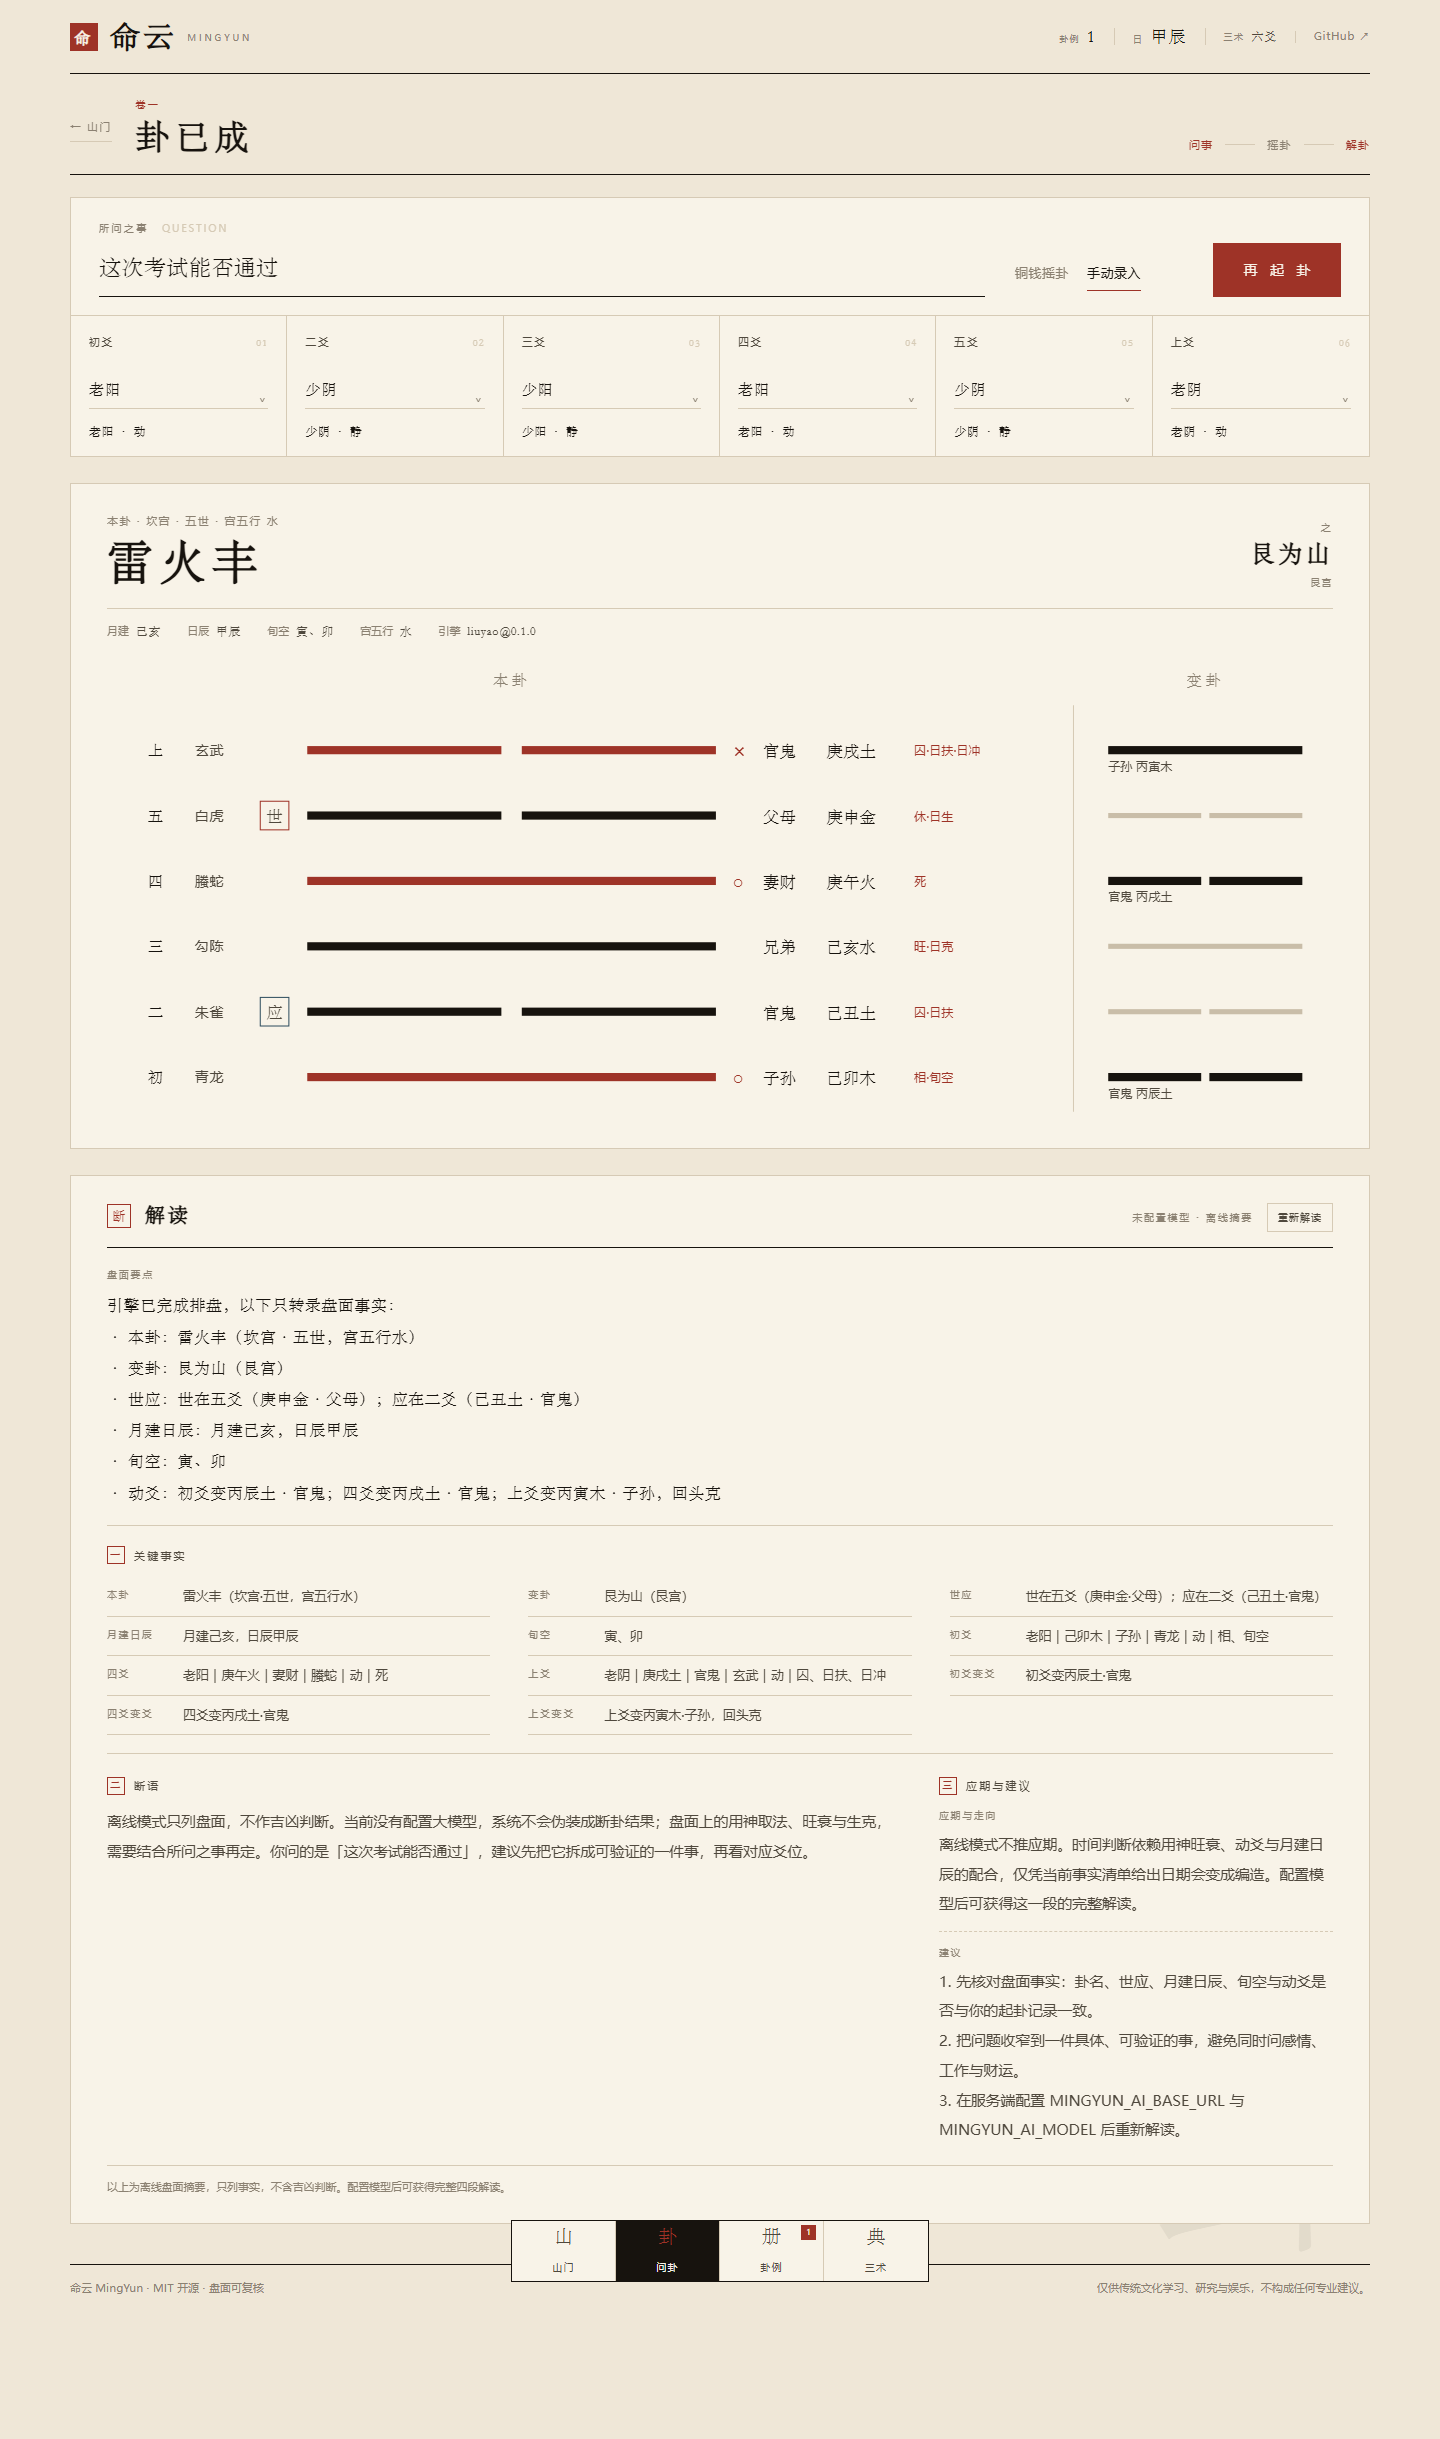 命 命云 MINGYUN
卦例 1 日 甲辰 三术 六爻 GitHub ↗
← 山门
卷一
卦已成
问事 摇卦 解卦
所问之事 QUESTION
这次考试能否通过
铜钱摇卦 手动录入 再起卦
初爻 01 二爻 02 三爻 03 四爻 04 五爻 05 上爻 06
老阳 少阴 少阳 老阳 少阴 老阴
老阳 · 动 少阴 · 静 少阳 · 静 老阳 · 动 少阴 · 静 老阴 · 动
本卦 · 坎宫 · 五世 · 宫五行 水
雷火丰
之
艮为山
艮宫
月建 己亥 日辰 甲辰 旬空 寅、卯 宫五行 水 引擎 liuyao@0.1.0
本卦 变卦
上 玄武 × 官鬼 庚戌土 囚·日扶·日冲
子孙 丙寅木
五 白虎 世 父母 庚申金 休·日生
四 螣蛇 ○ 妻财 庚午火 死
官鬼 丙戌土
三 勾陈 兄弟 己亥水 旺·日克
二 朱雀 应 官鬼 己丑土 囚·日扶
初 青龙 ○ 子孙 己卯木 相·旬空
官鬼 丙辰土
断 解读 未配置模型 · 离线摘要 重新解读
盘面要点
引擎已完成排盘，以下只转录盘面事实：
· 本卦：雷火丰（坎宫 · 五世，宫五行水）
· 变卦：艮为山（艮宫）
· 世应：世在五爻（庚申金 · 父母）；应在二爻（己丑土 · 官鬼）
· 月建日辰：月建己亥，日辰甲辰
· 旬空：寅、卯
· 动爻：初爻变丙辰土 · 官鬼；四爻变丙戌土 · 官鬼；上爻变丙寅木 · 子孙，回头克
一 关键事实
本卦 雷火丰（坎宫·五世，宫五行水） 变卦 艮为山（艮宫） 世应 世在五爻（庚申金·父母）；应在二爻（己丑土·官鬼）
月建日辰 月建己亥，日辰甲辰 旬空 寅、卯 初爻 老阳 | 己卯木 | 子孙 | 青龙 | 动 | 相、旬空
四爻 老阳 | 庚午火 | 妻财 | 螣蛇 | 动 | 死 上爻 老阴 | 庚戌土 | 官鬼 | 玄武 | 动 | 囚、日扶、日冲 初爻变爻 初爻变丙辰土·官鬼
四爻变爻 四爻变丙戌土·官鬼 上爻变爻 上爻变丙寅木·子孙，回头克
二 断语
离线模式只列盘面，不作吉凶判断。当前没有配置大模型，系统不会伪装成断卦结果；盘面上的用神取法、旺衰与生克，
需要结合所问之事再定。你问的是「这次考试能否通过」，建议先把它拆成可验证的一件事，再看对应爻位。
三 应期与建议
应期与走向
离线模式不推应期。时间判断依赖用神旺衰、动爻与月建日
辰的配合，仅凭当前事实清单给出日期会变成编造。配置模
型后可获得这一段的完整解读。
建议
1. 先核对盘面事实：卦名、世应、月建日辰、旬空与动爻是
否与你的起卦记录一致。
2. 把问题收窄到一件具体、可验证的事，避免同时问感情、
工作与财运。
3. 在服务端配置 MINGYUN_AI_BASE_URL 与
MINGYUN_AI_MODEL 后重新解读。
以上为离线盘面摘要，只列事实，不含吉凶判断。配置模型后可获得完整四段解读。
山 卦 册 1 典
山门 问卦 卦例 三术
命云 MingYun · MIT 开源 · 盘面可复核
仅供传统文化学习、研究与娱乐，不构成任何专业建议。